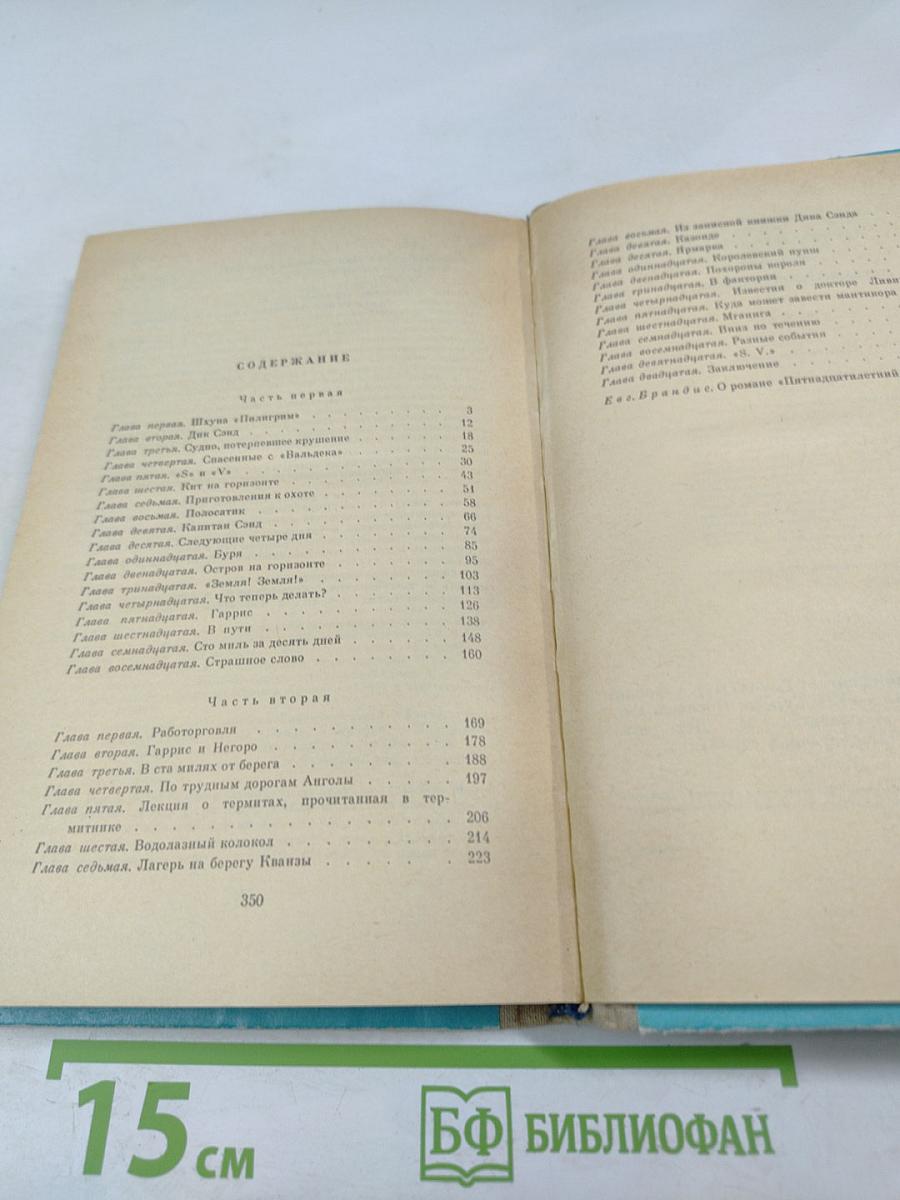 СОДЕРЖАНИЕ
Часть первая
Глава первая. Шхуна «Пилигрим» . . . . . . . . 3
Глава вторая. Дик Сэнд . . . . . . . . . . 12
Глава третья. Судно, потерпевшее крушение . . . . . 18
Глава четвертая. Спасенные с «Вальдека» . . . . . 25
Глава пятая. «S» и «V» . . . . . . . . . . 30
Глава шестая. Кит на горизонте . . . . . . . . 43
Глава седьмая. Приготовления к охоте . . . . . . 51
Глава восьмая. Полосатик . . . . . . . . . 58
Глава девятая. Капитан Сэнд . . . . . . . . 66
Глава десятая. Следующие четыре дня . . . . . . 74
Глава одиннадцатая. Буря . . . . . . . . . 85
Глава двенадцатая. Остров на горизонте . . . . . 95
Глава тринадцатая. «Земля! Земля!» . . . . . . 103
Глава четырнадцатая. Что теперь делать? . . . . . 113
Глава пятнадцатая. Гаррис . . . . . . . . 126
Глава шестнадцатая. В пути . . . . . . . . 138
Глава семнадцатая. Сто миль за десять дней . . . . . 148
Глава восемнадцатая. Страшное слово . . . . . . . 160
Часть вторая
Глава первая. Работорговля . . . . . . . . . . 169
Глава вторая. Гаррис и Негоро . . . . . . . . . 178
Глава третья. В ста милях от берега . . . . . . . 188
Глава четвертая. По трудным дорогам Анголы . . . . . 197
Глава пятая. Лекция о термитах, прочитанная в тер-
митнике . . . . . . . . . . . . . . . 206
Глава шестая. Водолазный колокол . . . . . . . . 214
Глава седьмая. Лагерь на берегу Кванзы . . . . . . 223
350
Глава восьмая. Из записной книжки Дика Сэнда . .
Глава девятая. Казонде . . . . . . .
Глава десятая. Ярмарка . . . . . . .
Глава одиннадцатая. Королевский пунш . . . .
Глава двенадцатая. Похороны короля . . . .
Глава тринадцатая. В фактории . . . . .
Глава четырнадцатая. Известия о докторе Ливи
Глава пятнадцатая. Куда может завести мантикора
Глава шестнадцатая. Мганнга . . . . .
Глава семнадцатая. Вниз по течению . . . .
Глава восемнадцатая. Разные события . . . .
Глава девятнадцатая. «S. V.» . . . . .
Глава двадцатая. Заключение . . . . .
Евг. Брандис. О романе «Пятнадцатилетний
15 см
БФ БИБЛИОФАН